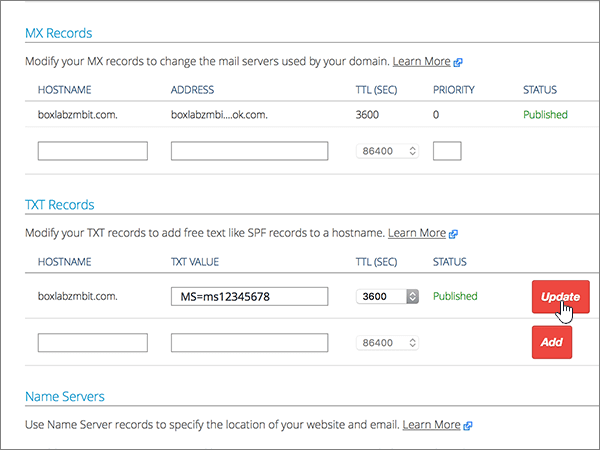 MX Records
Modify your MX records to change the mail servers used by your domain. Learn More
HOSTNAME ADDRESS TTL (SEC) PRIORITY STATUS
boxlabzmbit.com. boxlabzmbi....ok.com. 3600 0 Published
86400
TXT Records
Modify your TXT records to add free text like SPF records to a hostname. Learn More
HOSTNAME TXT VALUE TTL (SEC) STATUS
boxlabzmbit.com. MS=ms12345678 3600 Published Update
86400 Add
Name Servers
Use Name Server records to specify the location of your website and email. Learn More